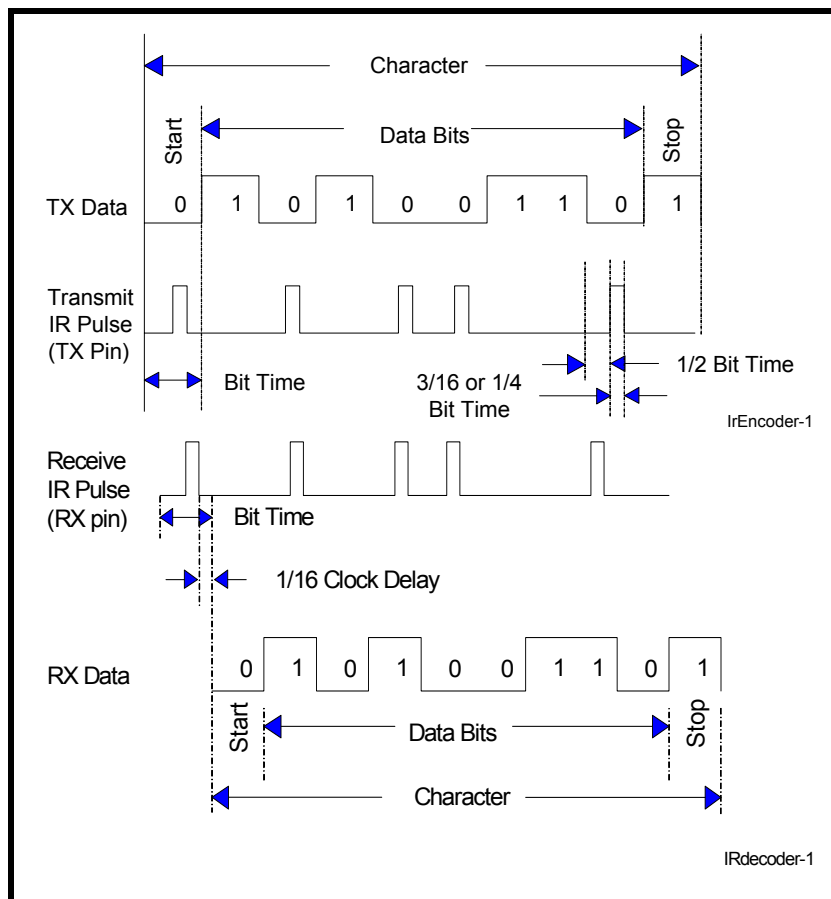 Character
Start
Data Bits
Stop
TX Data
0 1 0 1 0 0 1 1 0 1
Transmit
IR Pulse
(TX Pin)
Bit Time
1/2 Bit Time
3/16 or 1/4
Bit Time
IrEncoder-1
Receive
IR Pulse
(RX pin)
Bit Time
1/16 Clock Delay
RX Data
0 1 0 1 0 0 1 1 0 1
Start
Data Bits
Stop
Character
IRdecoder-1